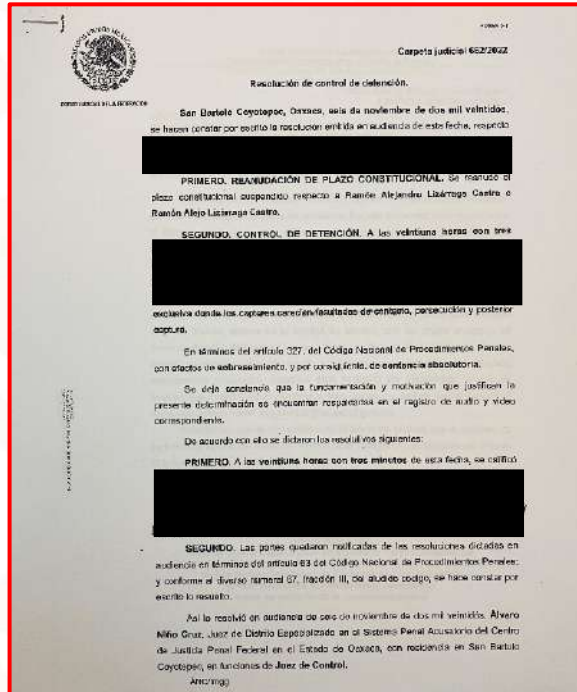 Carpeta judicial 682/2022
Resolución de control de detención.
San Bartolo Coyotepec, Oaxaca, seis de noviembre de dos mil veintidós,
se hacen constar por escrito la resolución emitida en audiencia de esta fecha, respecto
PRIMERO. REANUDACIÓN DE PLAZO CONSTITUCIONAL. Se reanudó el
plazo constitucional suspendido respecto a Ramón Alejandro Lizárraga Castro o
Ramón Alejo Lizárraga Castro.
SEGUNDO. CONTROL DE DETENCIÓN. A las veintiuna horas con tres
exclusiva donde los captores carecían facultades de contacto, persecución y posterior
captura.
En términos del artículo 327, del Código Nacional de Procedimientos Penales,
con efectos de sobreseimiento, y por consiguiente, de sentencia absolutoria.
Se deja constancia que la fundamentación y motivación que justifican la
presente determinación se encuentran respaldadas en el registro de audio y video
correspondiente.
De acuerdo con ello se dictaron los resolutivos siguientes:
PRIMERO. A las veintiuna horas con tres minutos de esta fecha, se calificó
SEGUNDO. Las partes quedaron notificadas de las resoluciones dictadas en
audiencia en términos del artículo 63 del Código Nacional de Procedimientos Penales;
y conforme al diverso numeral 67, fracción III, del aludido código, se hace constar por
escrito lo resuelto.
Así lo resolvió en audiencia de seis de noviembre de dos mil veintidós, Álvaro
Niño Cruz, Juez de Distrito Especializado en el Sistema Penal Acusatorio del Centro
de Justicia Penal Federal en el Estado de Oaxaca, con residencia en San Bartolo
Coyotepec, en funciones de Juez de Control.